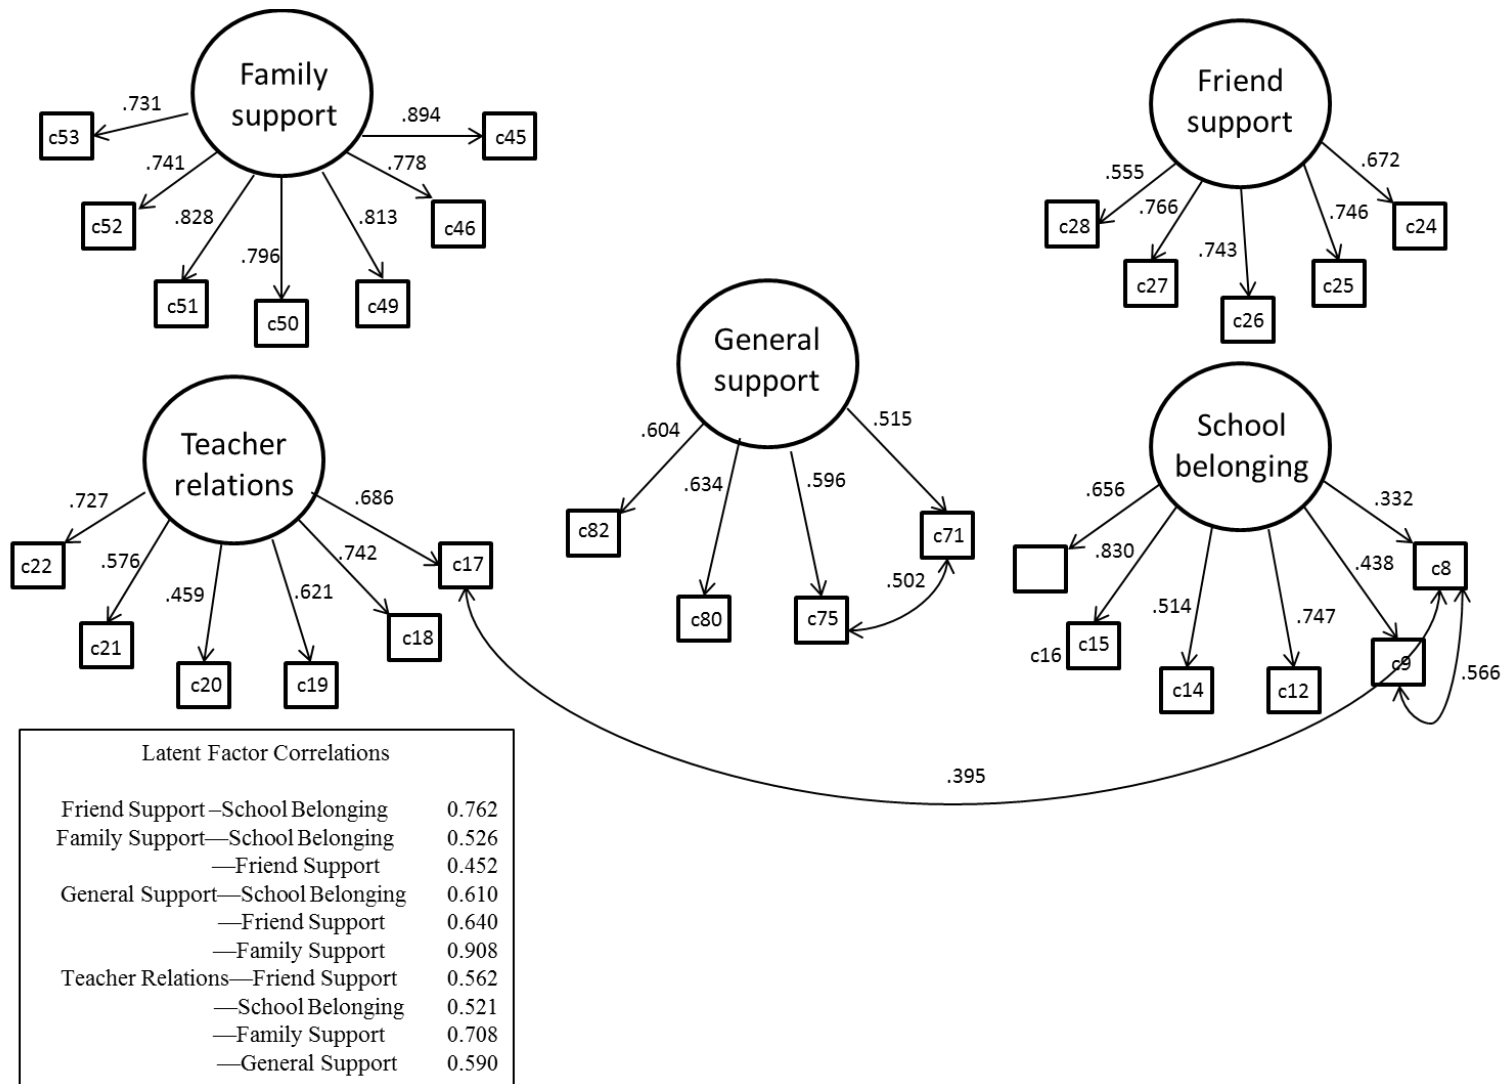 Family
support
.731
.894
c53
c45
.741
.778
c52
.828
.813
c46
.796
c51
c49
c50
Friend
support
.555
.672
.766
.746
c28
c24
.743
c27
c25
c26
General
support
.604
.515
.634
.596
c82
c71
.502
c80
c75
Teacher
relations
.727
.686
.576
.742
c22
c17
.459
.621
c21
c18
c20
c19
School
belonging
.656
.332
.830
.438
c8
.514
.747
c16
c15
c9
.566
c14
c12
.395
Latent Factor Correlations
Friend Support–School Belonging 0.762
Family Support—School Belonging 0.526
—Friend Support 0.452
General Support—School Belonging 0.610
—Friend Support 0.640
—Family Support 0.908
Teacher Relations—Friend Support 0.562
—School Belonging 0.521
—Family Support 0.708
—General Support 0.590